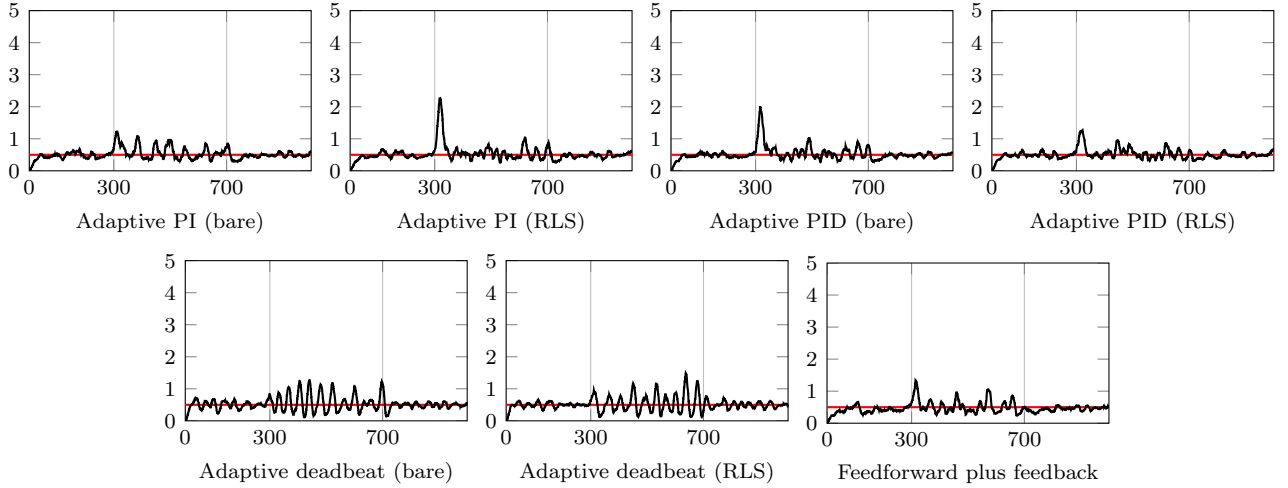 5 5 5 5
4 4 4 4
3 3 3 3
2 2 2 2
1 1 1 1
0 0 0 0
0 300 700 0 300 700 0 300 700 0 300 700
Adaptive PI (bare) Adaptive PI (RLS) Adaptive PID (bare) Adaptive PID (RLS)
5 5 5
4 4 4
3 3 3
2 2 2
1 1 1
0 0 0
0 300 700 0 300 700 0 300 700
Adaptive deadbeat (bare) Adaptive deadbeat (RLS) Feedforward plus feedback